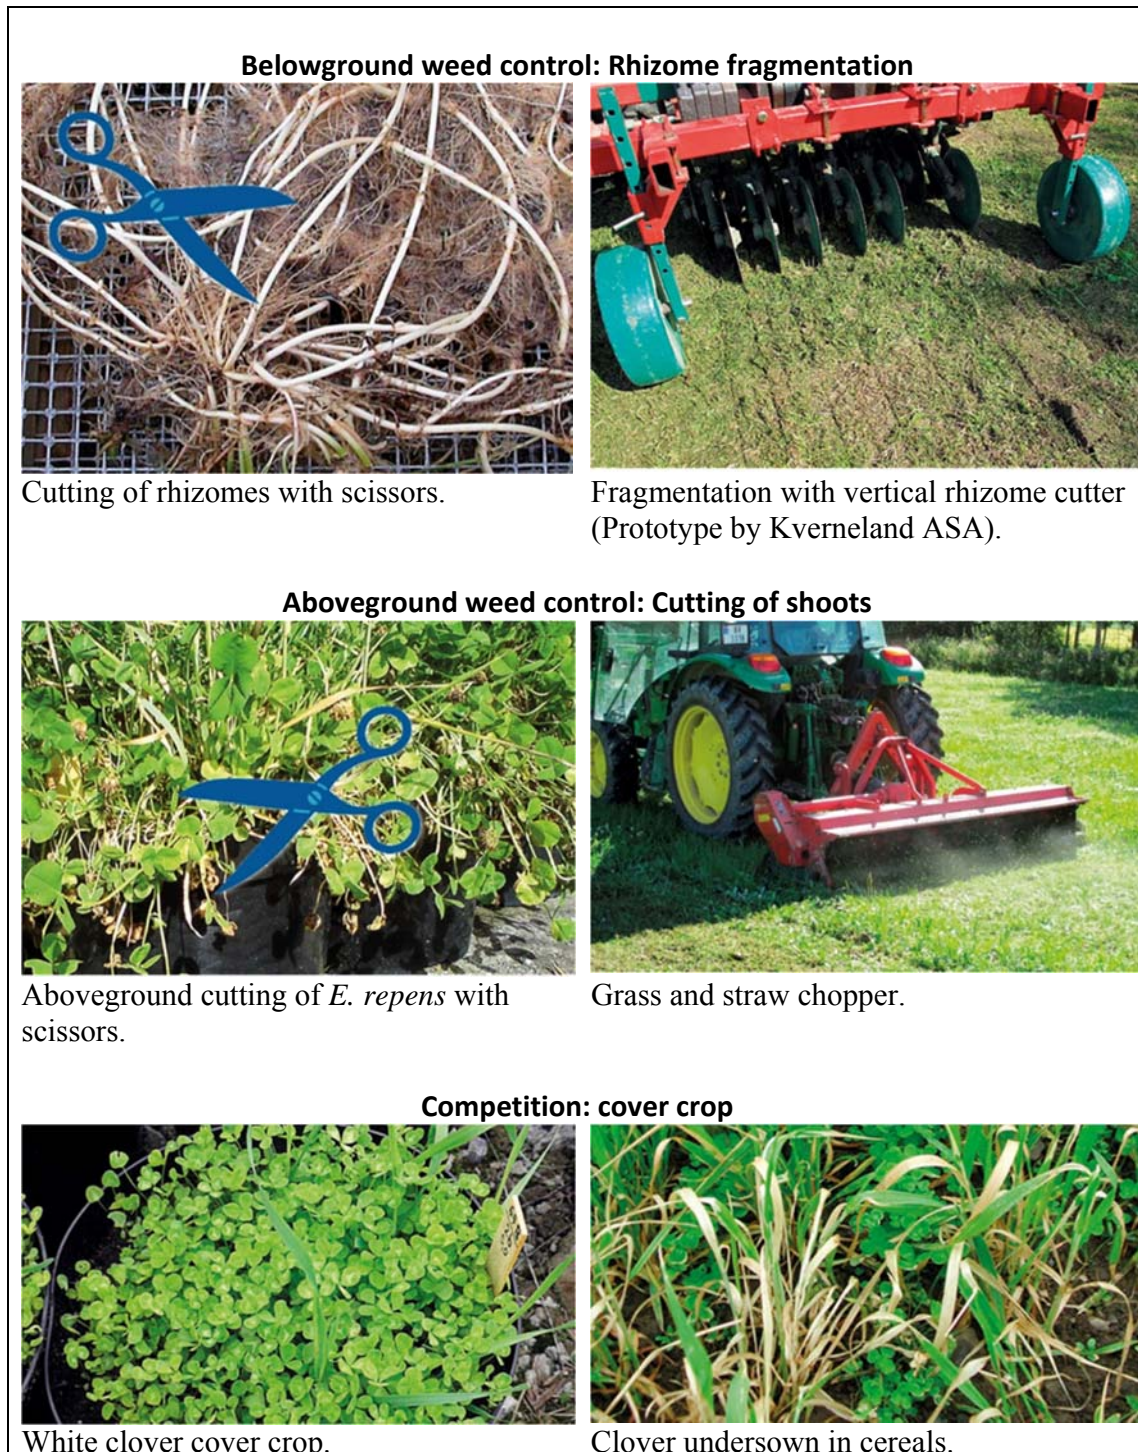 Belowground weed control: Rhizome fragmentation
Cutting of rhizomes with scissors.
Fragmentation with vertical rhizome cutter
(Prototype by Kverneland ASA).
Aboveground weed control: Cutting of shoots
Aboveground cutting of E. repens with
scissors.
Grass and straw chopper.
Competition: cover crop
White clover cover crop.
Clover undersown in cereals.